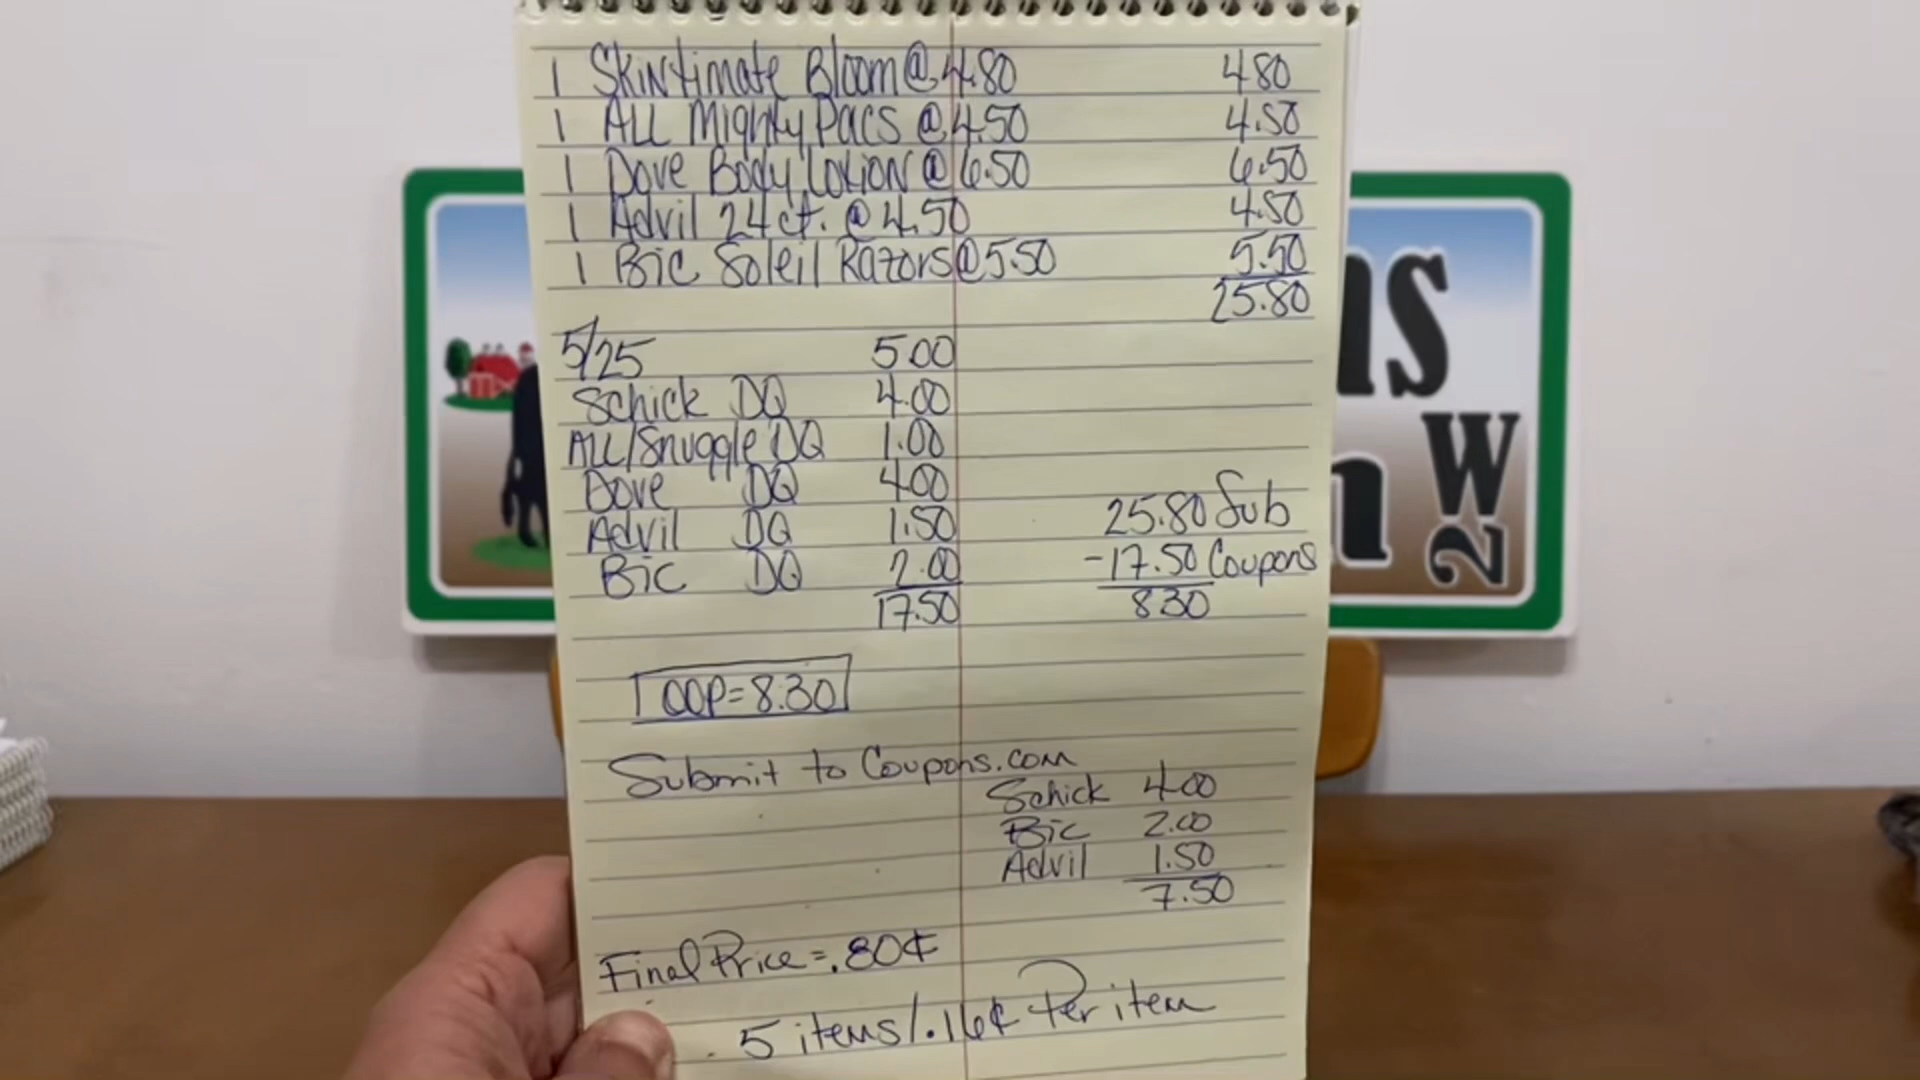 1 Skintimate Bloom @ 4.80 4.80
1 ALL Mighty Pacs @ 4.50 4.50
1 Dove Body Lotion @ 6.50 6.50
1 Advil 24 ct. @ 4.50 4.50
1 Bic Soleil Razors @ 5.50 5.50
25.80
5/25 5.00
Schick DQ 4.00
ALL/Snuggle DQ 1.00
Dove DQ 4.00
Advil DQ 1.50
Bic DQ 2.00
17.50
25.80 Sub
-17.50 Coupons
8.30
OOP=8.30
Submit to Coupons.com
Schick 4.00
Bic 2.00
Advil 1.50
7.50
Final Price = .80¢
5 items/.16¢ Per item
W
2